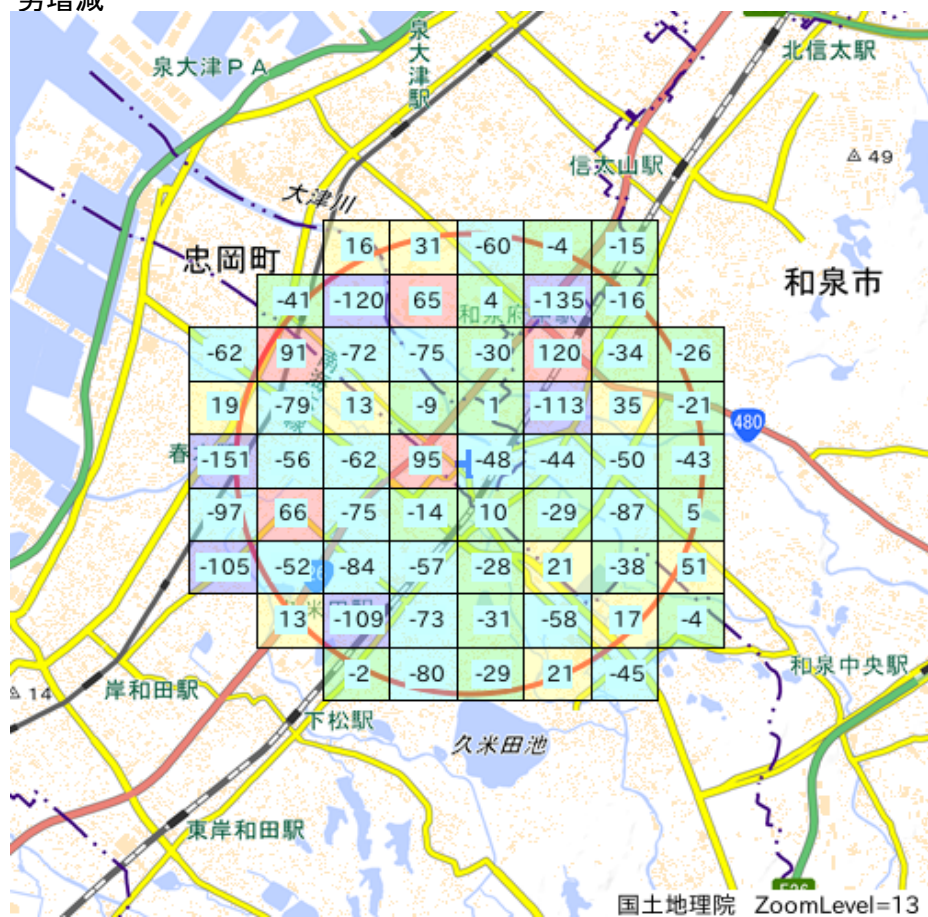 男増減
泉大津PA
泉大津駅
北信太駅
信太山駅
49
大津川
忠岡町
和泉市
16 31 -60 -4 -15
-41 -120 65 4 -135 -16
-62 91 -72 -75 -30 120 -34 -26
19 -79 13 -9 1 -113 35 -21
480
-151 -56 -62 95 -48 -44 -50 -43
-97 66 -75 -14 10 -29 -87 5
-105 -52 -84 -57 -28 21 -38 51
13 -109 -73 -31 -58 17 -4
-2 -80 -29 21 -45
和泉中央駅
14
岸和田駅
下松駅
久米田池
東岸和田駅
国土地理院 ZoomLevel=13